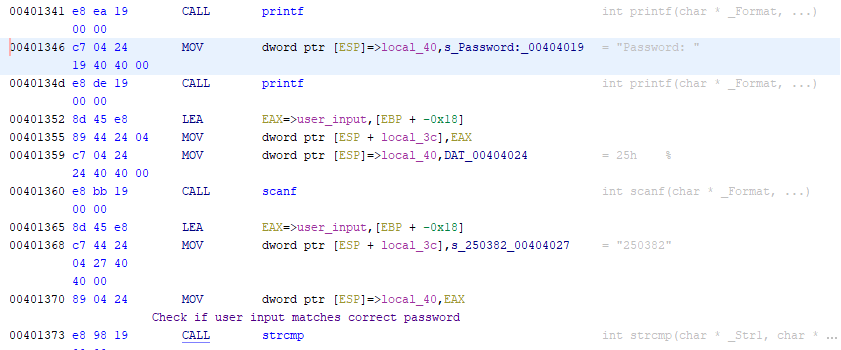 00401341 e8 ea 19 CALL printf int printf(char * _Format, ...)
00 00
00401346 c7 04 24 MOV dword ptr [ESP]=>local_40,s_Password:_00404019 = "Password: "
19 40 40 00
0040134d e8 de 19 CALL printf int printf(char * _Format, ...)
00 00
00401352 8d 45 e8 LEA EAX=>user_input,[EBP + -0x18]
00401355 89 44 24 04 MOV dword ptr [ESP + local_3c],EAX
00401359 c7 04 24 MOV dword ptr [ESP]=>local_40,DAT_00404024 = 25h %
24 40 40 00
00401360 e8 bb 19 CALL scanf int scanf(char * _Format, ...)
00 00
00401365 8d 45 e8 LEA EAX=>user_input,[EBP + -0x18]
00401368 c7 44 24 MOV dword ptr [ESP + local_3c],s_250382_00404027 = "250382"
04 27 40
40 00
00401370 89 04 24 MOV dword ptr [ESP]=>local_40,EAX
Check if user input matches correct password
00401373 e8 98 19 CALL strcmp int strcmp(char * _Str1, char * ...